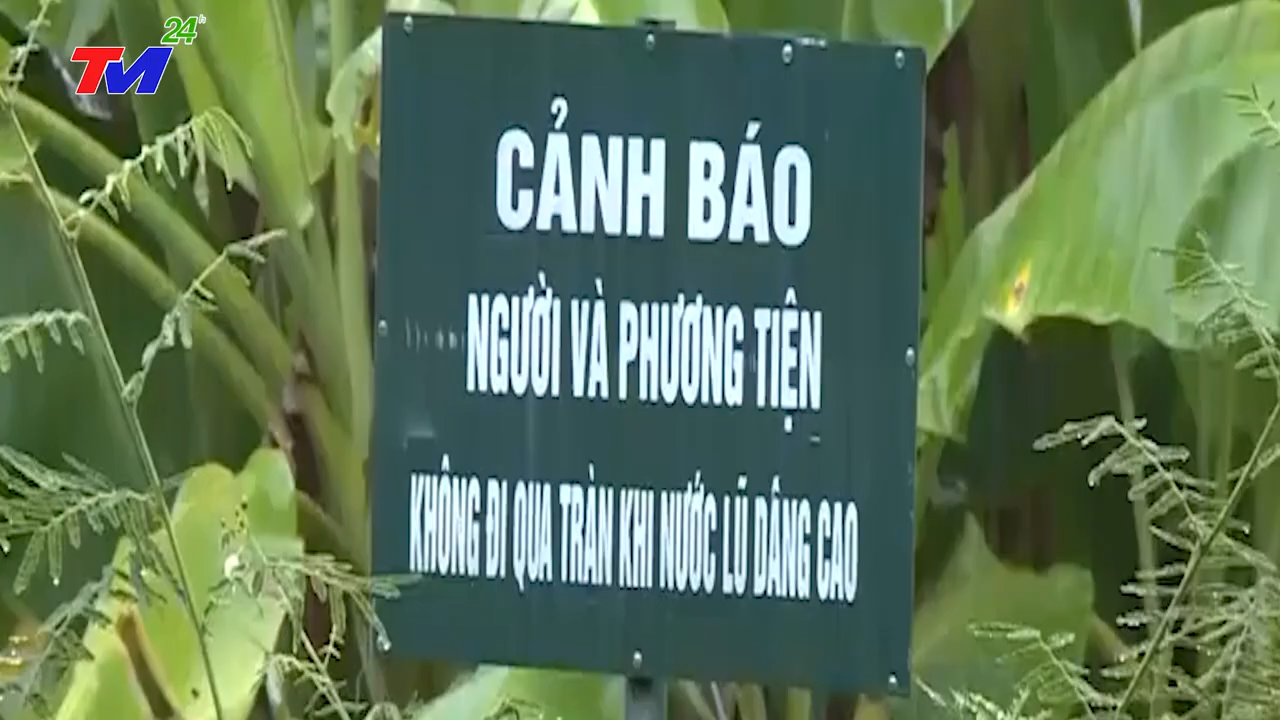 24h
TM
CẢNH BÁO
NGƯỜI VÀ PHƯƠNG TIỆN
KHÔNG ĐI QUA TRÀN KHI NƯỚC LŨ DÂNG CAO